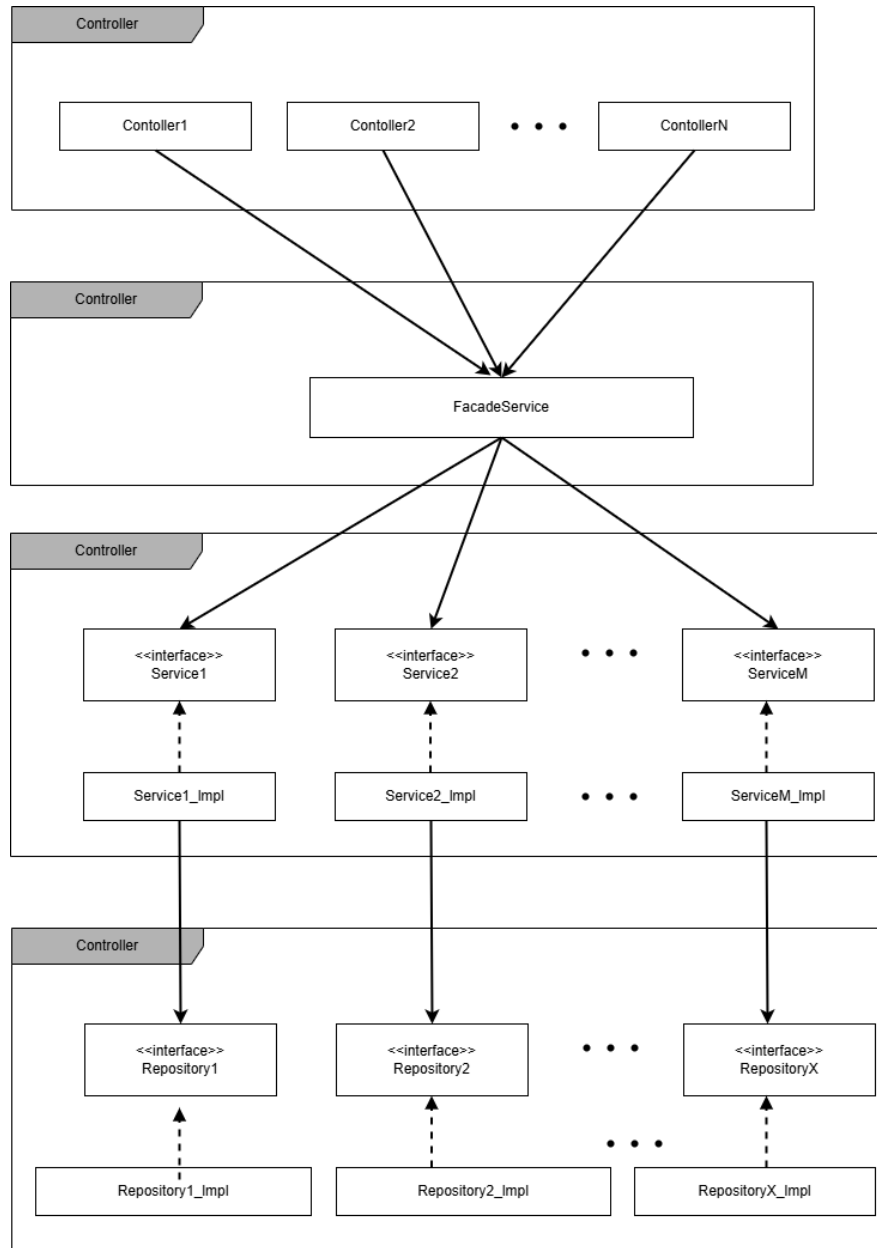 Controller
Contoller1
Contoller2
ContollerN
Controller
FacadeService
Controller
<<interface>>
Service1
<<interface>>
Service2
<<interface>>
ServiceM
Service1_Impl
Service2_Impl
ServiceM_Impl
Controller
<<interface>>
Repository1
<<interface>>
Repository2
<<interface>>
RepositoryX
Repository1_Impl
Repository2_Impl
RepositoryX_Impl